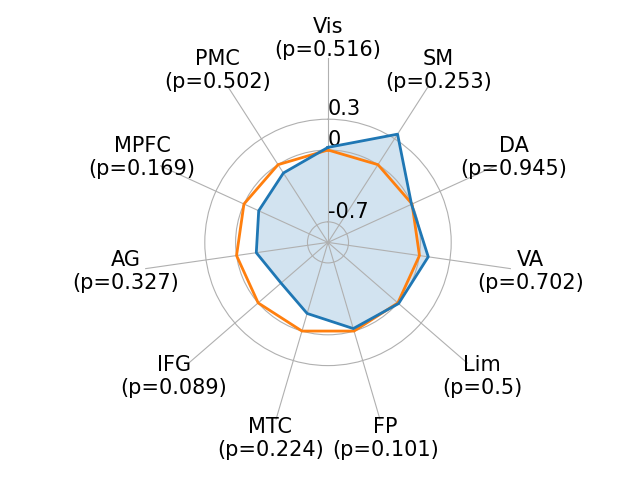 Vis
(p=0.516)
PMC
(p=0.502)
SM
(p=0.253)
0.3
0
MPFC
(p=0.169)
DA
(p=0.945)
-0.7
AG
(p=0.327)
VA
(p=0.702)
IFG
(p=0.089)
Lim
(p=0.5)
MTC
(p=0.224)
FP
(p=0.101)